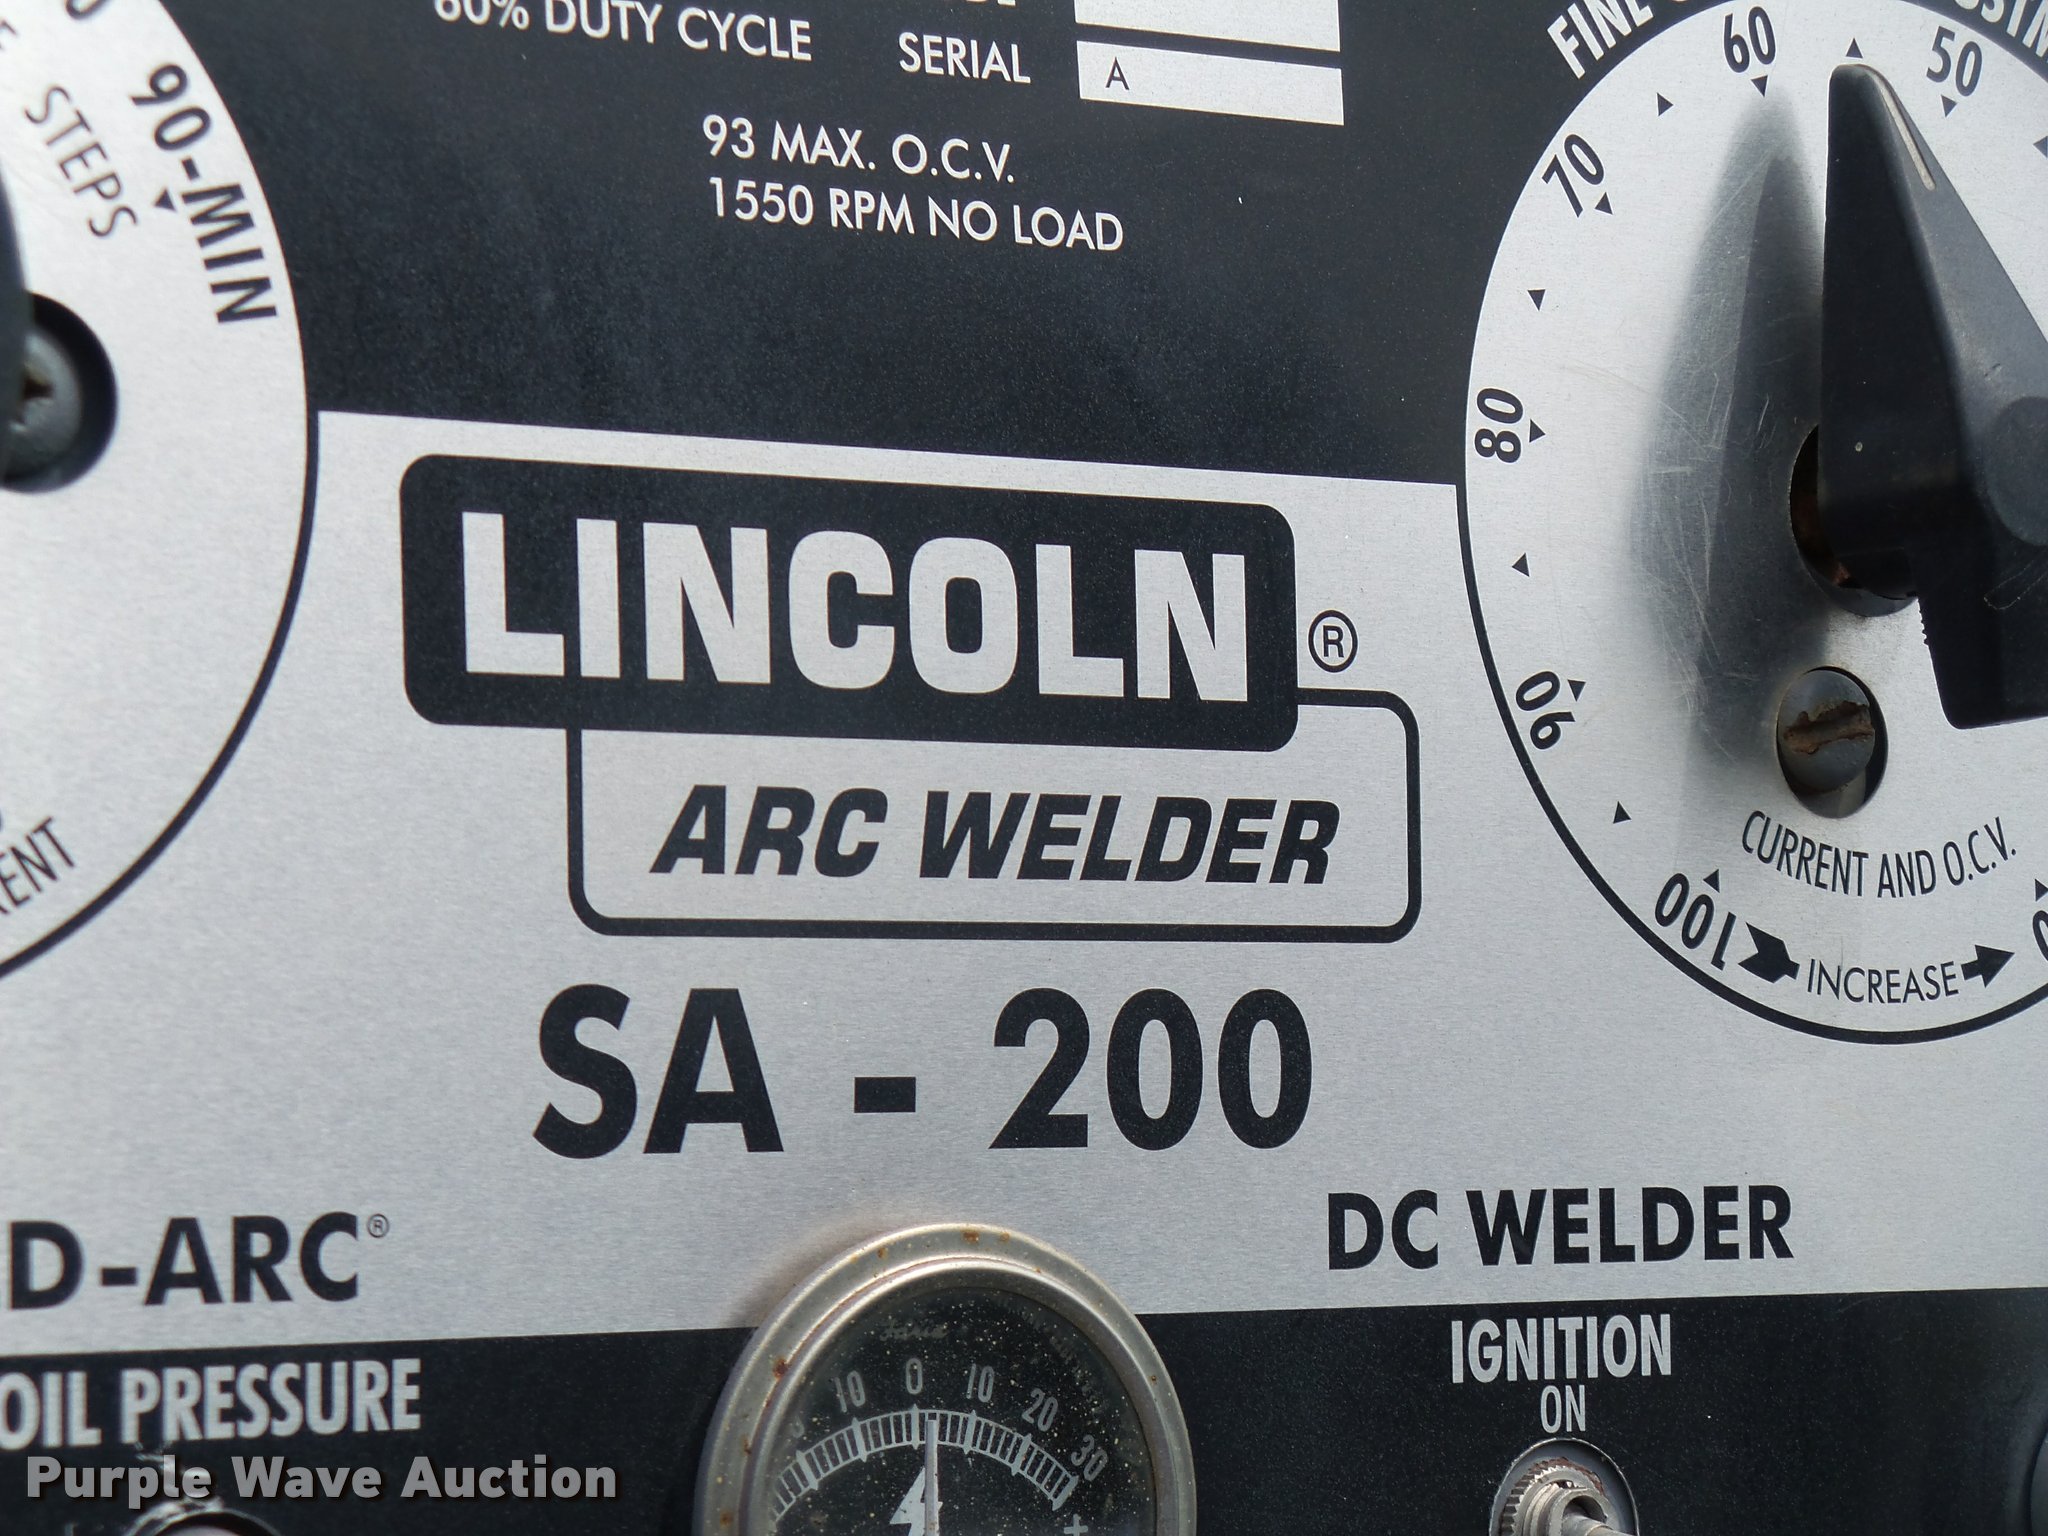 60% DUTY CYCLE
SERIAL
A
93 MAX. O.C.V.
1550 RPM NO LOAD
90-MIN
STEPS
FINE
60
50
70
80
90
100
CURRENT AND O.C.V.
INCREASE
LINCOLN®
ARC WELDER
SA - 200
D-ARC®
DC WELDER
OIL PRESSURE
IGNITION
ON
10 0 10 20 30
+
Purple Wave Auction